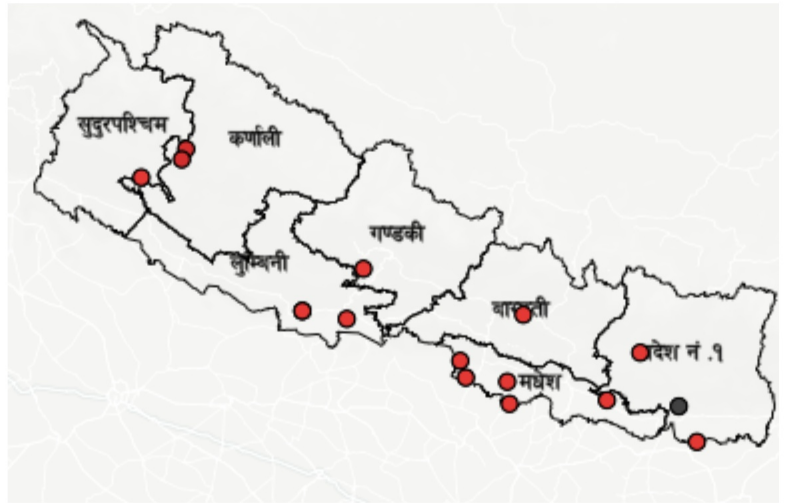 सुदुरपश्चिम
कर्णाली
गण्डकी
लुम्बिनी
मधेश
देश नं .१